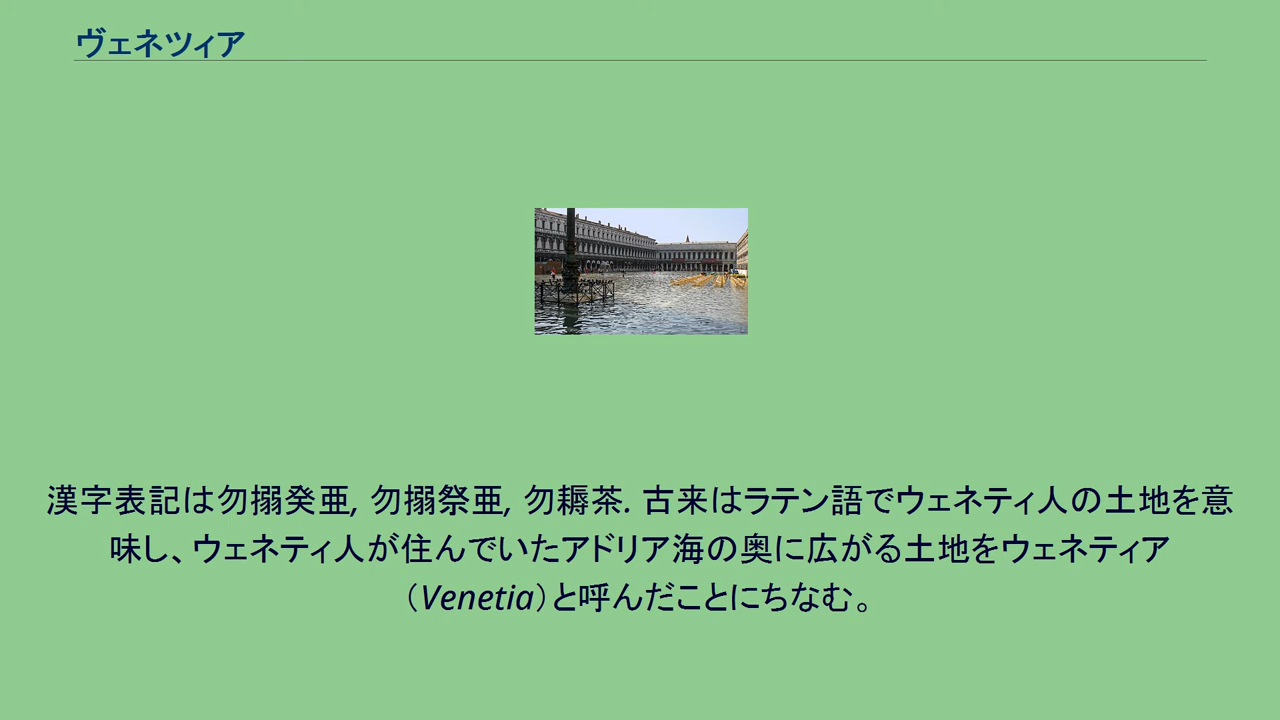 ヴェネツィア
漢字表記は勿搦発亜, 勿搦祭亜, 勿耨茶. 古来はラテン語でウェネティ人の土地を意
味し、ウェネティ人が住んでいたアドリア海の奥に広がる土地をウェネティア
（Venetia）と呼んだことにちなむ。